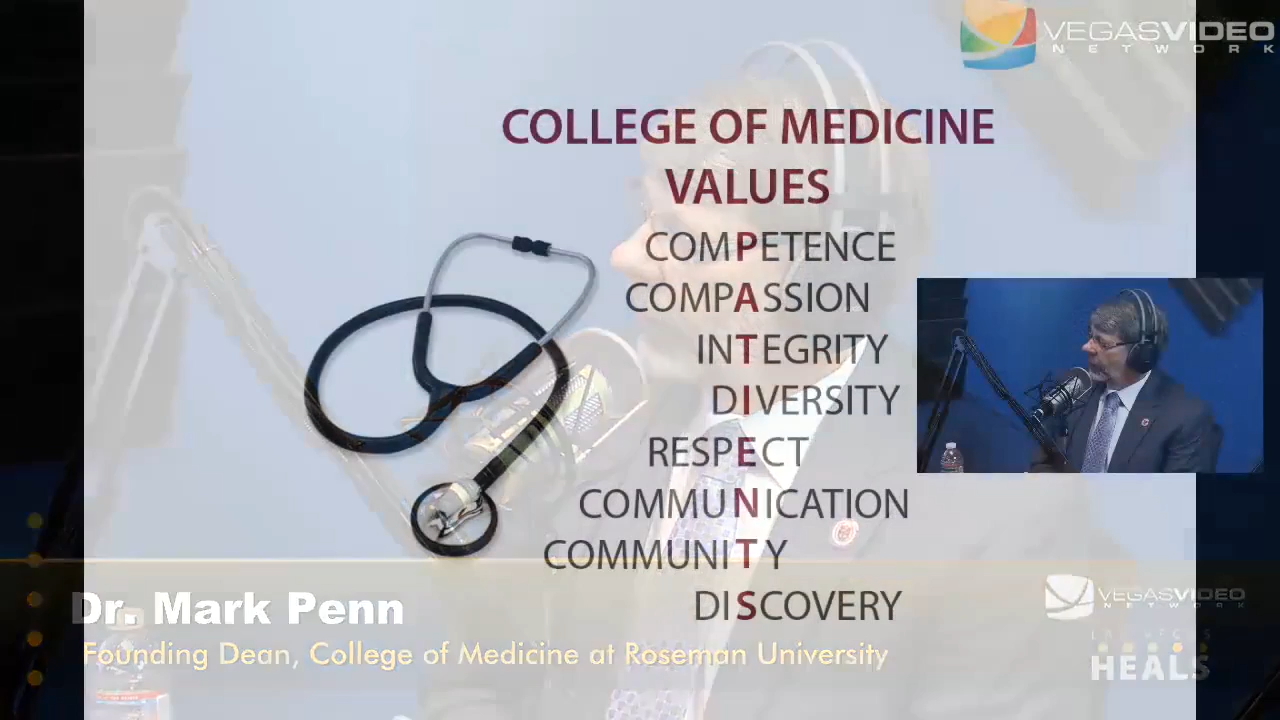 VEGASVIDEO
NETWORK
COLLEGE OF MEDICINE
VALUES
COMPETENCE
COMPASSION
INTEGRITY
DIVERSITY
RESPECT
COMMUNICATION
COMMUNITY
DISCOVERY
Dr. Mark Penn
Founding Dean, College of Medicine at Roseman University
VEGASVIDEO
NETWORK
HEALS